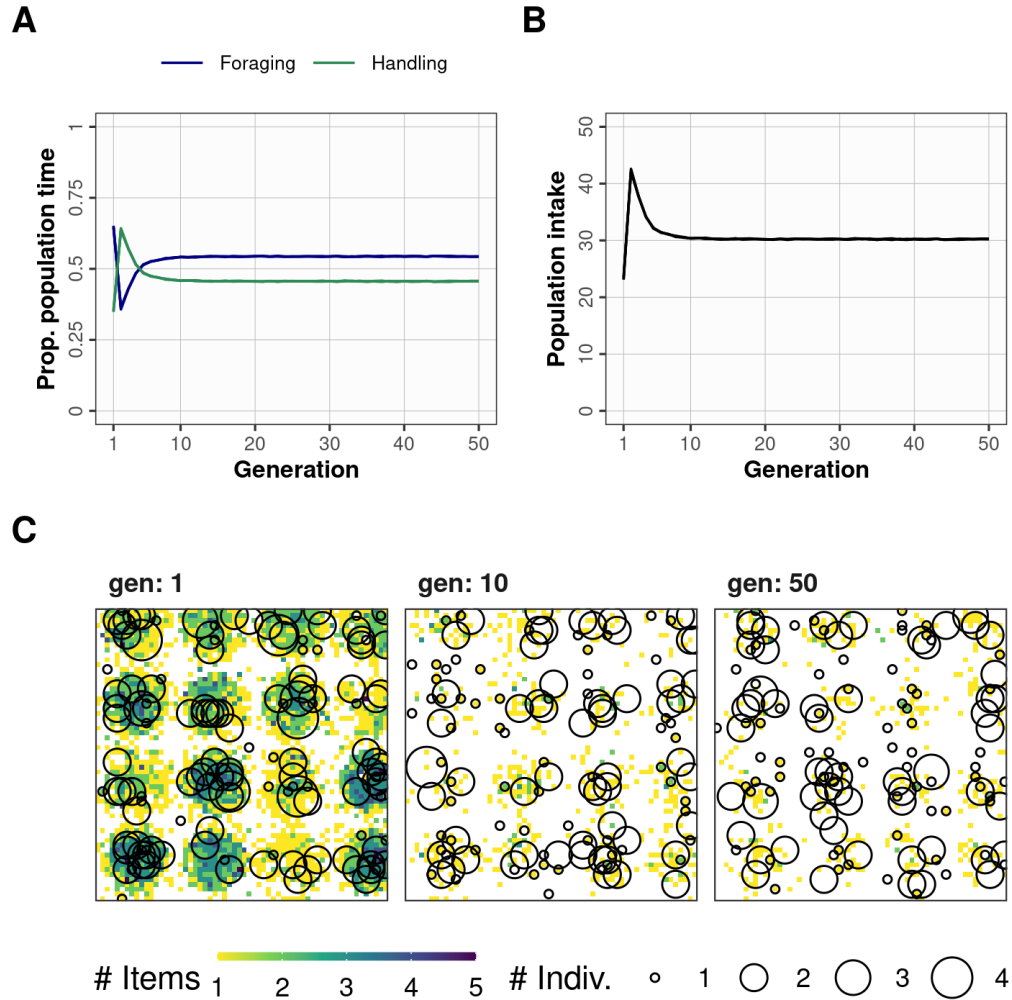 A
B
Foraging Handling
Prop. population time
1
0.75
0.5
0.25
0
1 10 20 30 40 50
Generation
Population intake
50
40
30
20
10
0
1 10 20 30 40 50
Generation
C
gen: 1 gen: 10 gen: 50
# Items 1 2 3 4 5 # Indiv. 1 2 3 4